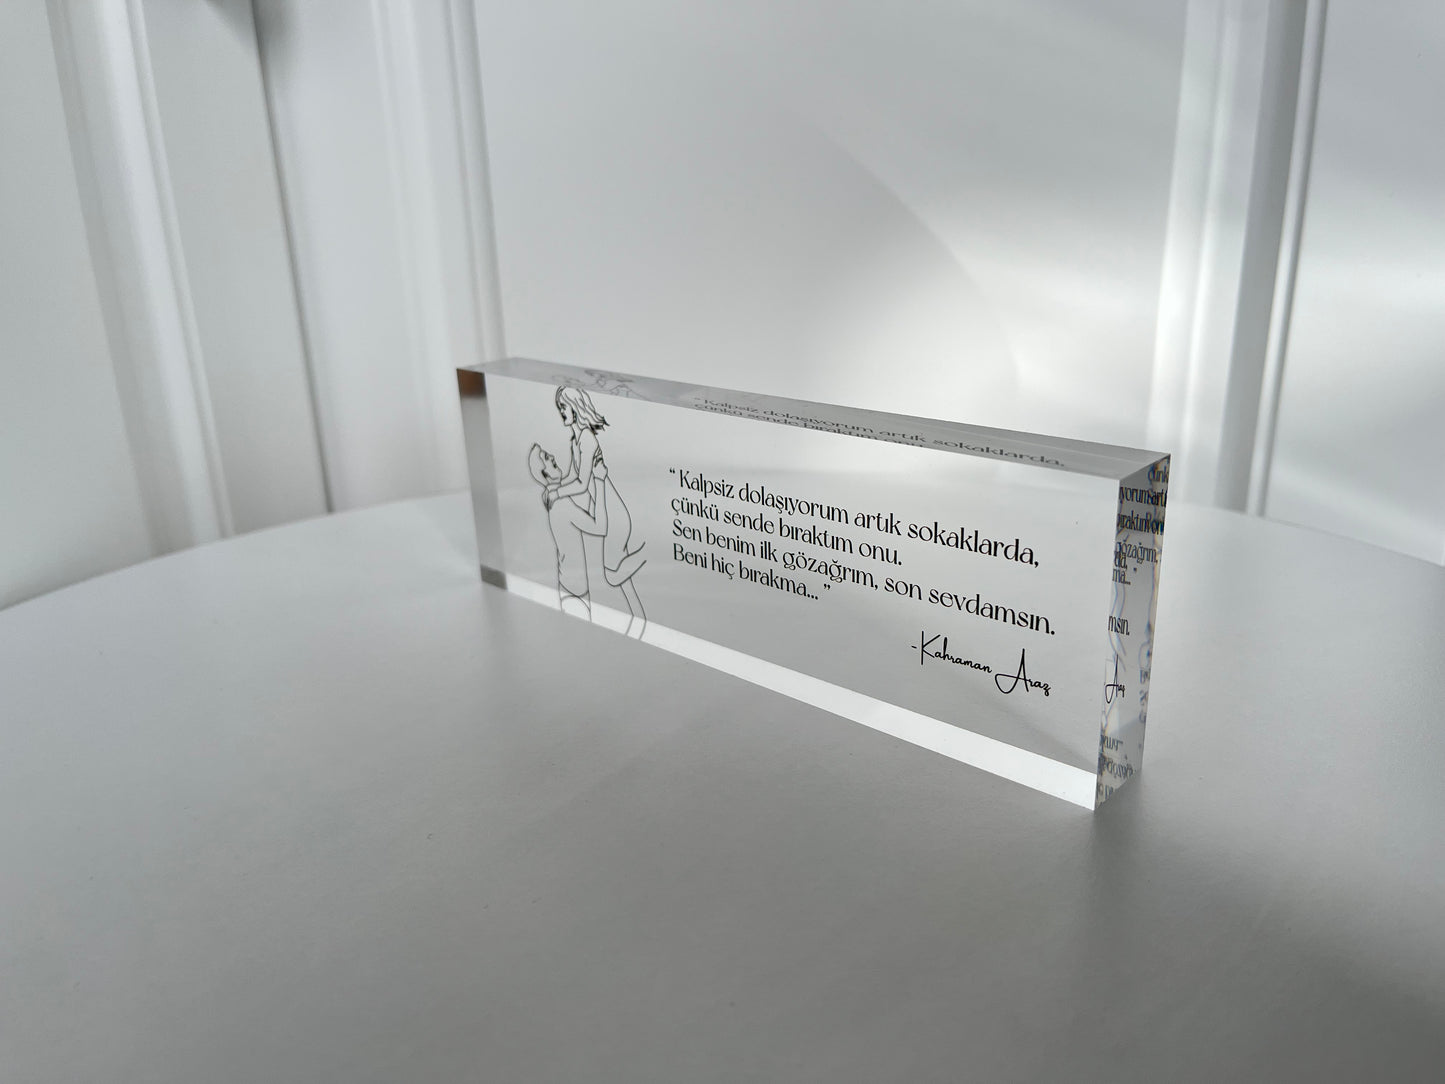 “ Kalpsiz dolaşıyorum artık sokaklarda,
çünkü sende bıraktım onu.
Sen benim ilk gözağrım, son sevdamsın.
Beni hiç bırakma... ”
-Kahraman Araz